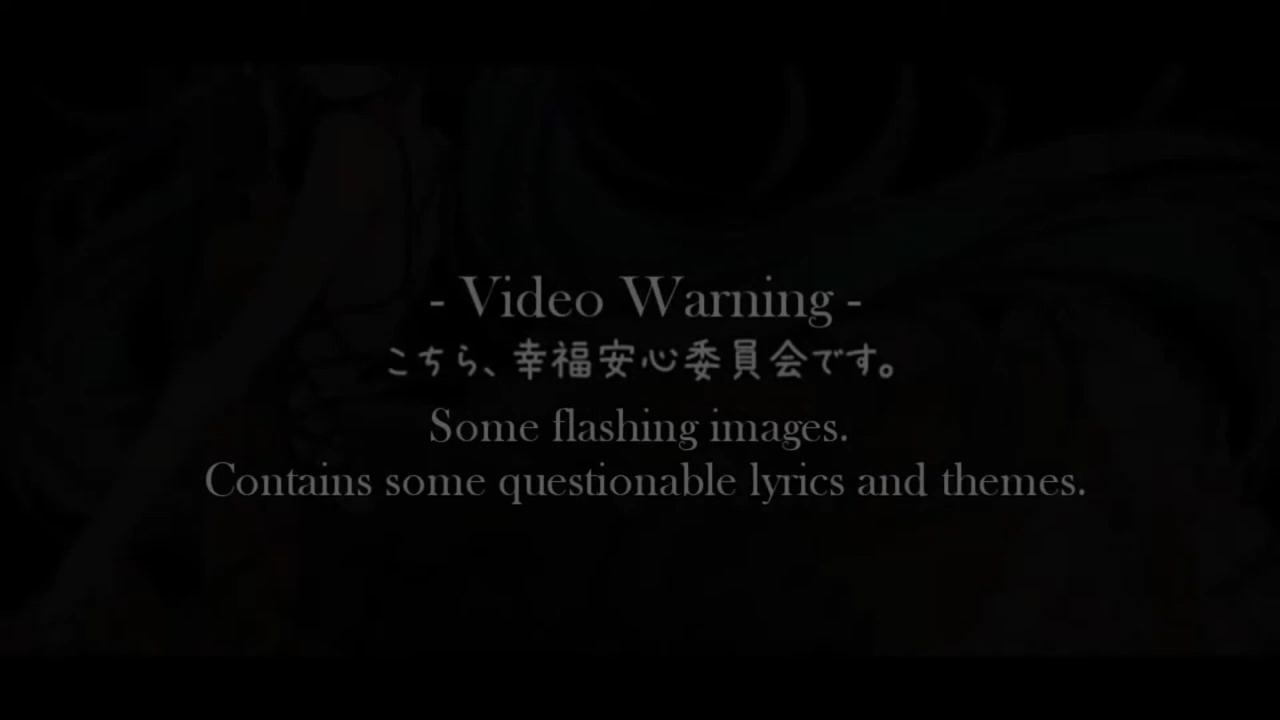 - Video Warning -
こちら、幸福安心委員会です。
Some flashing images.
Contains some questionable lyrics and themes.